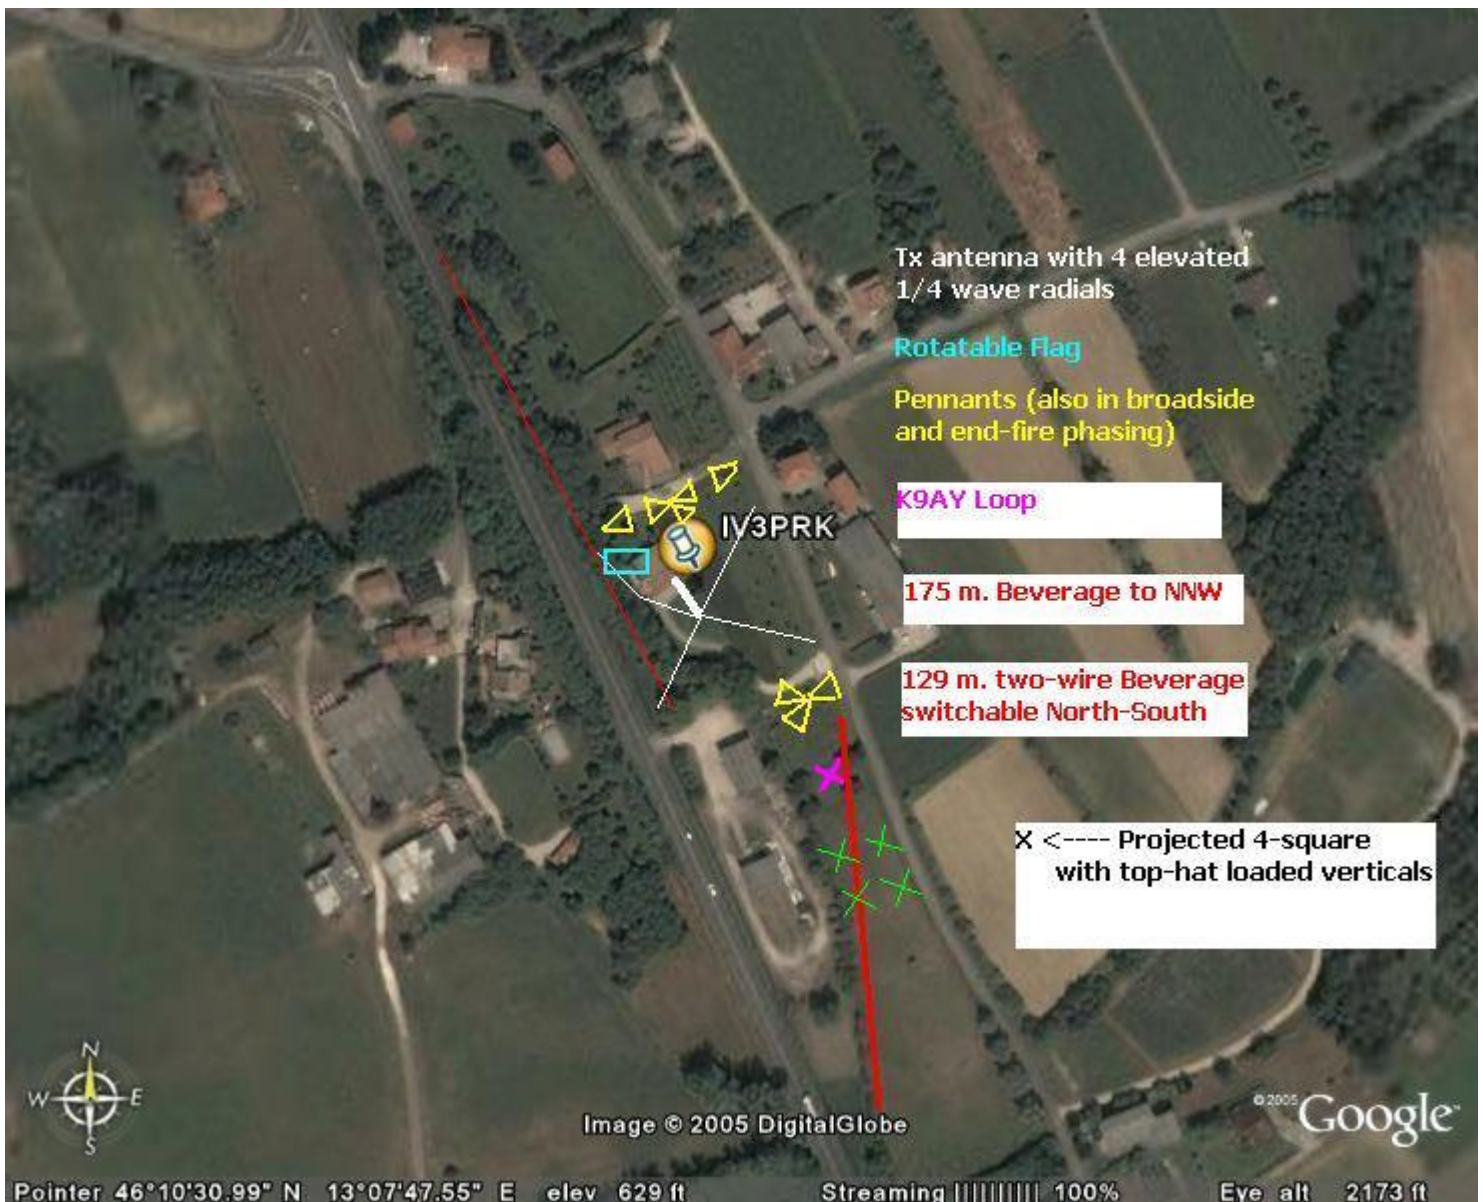 Tx antenna with 4 elevated
1/4 wave radials
Rotatable Flag
Pennants (also in broadside
and end-fire phasing)
K9AY Loop
IV3PRK
175 m. Beverage to NNW
129 m. two-wire Beverage
switchable North-South
X <---- Projected 4-square
with top-hat loaded verticals
N
W E
S
Image © 2005 DigitalGlobe
©2005 Google™
Pointer 46°10'30.99" N 13°07'47.55" E elev 629 ft Streaming |||||||||| 100% Eye alt 2173 ft